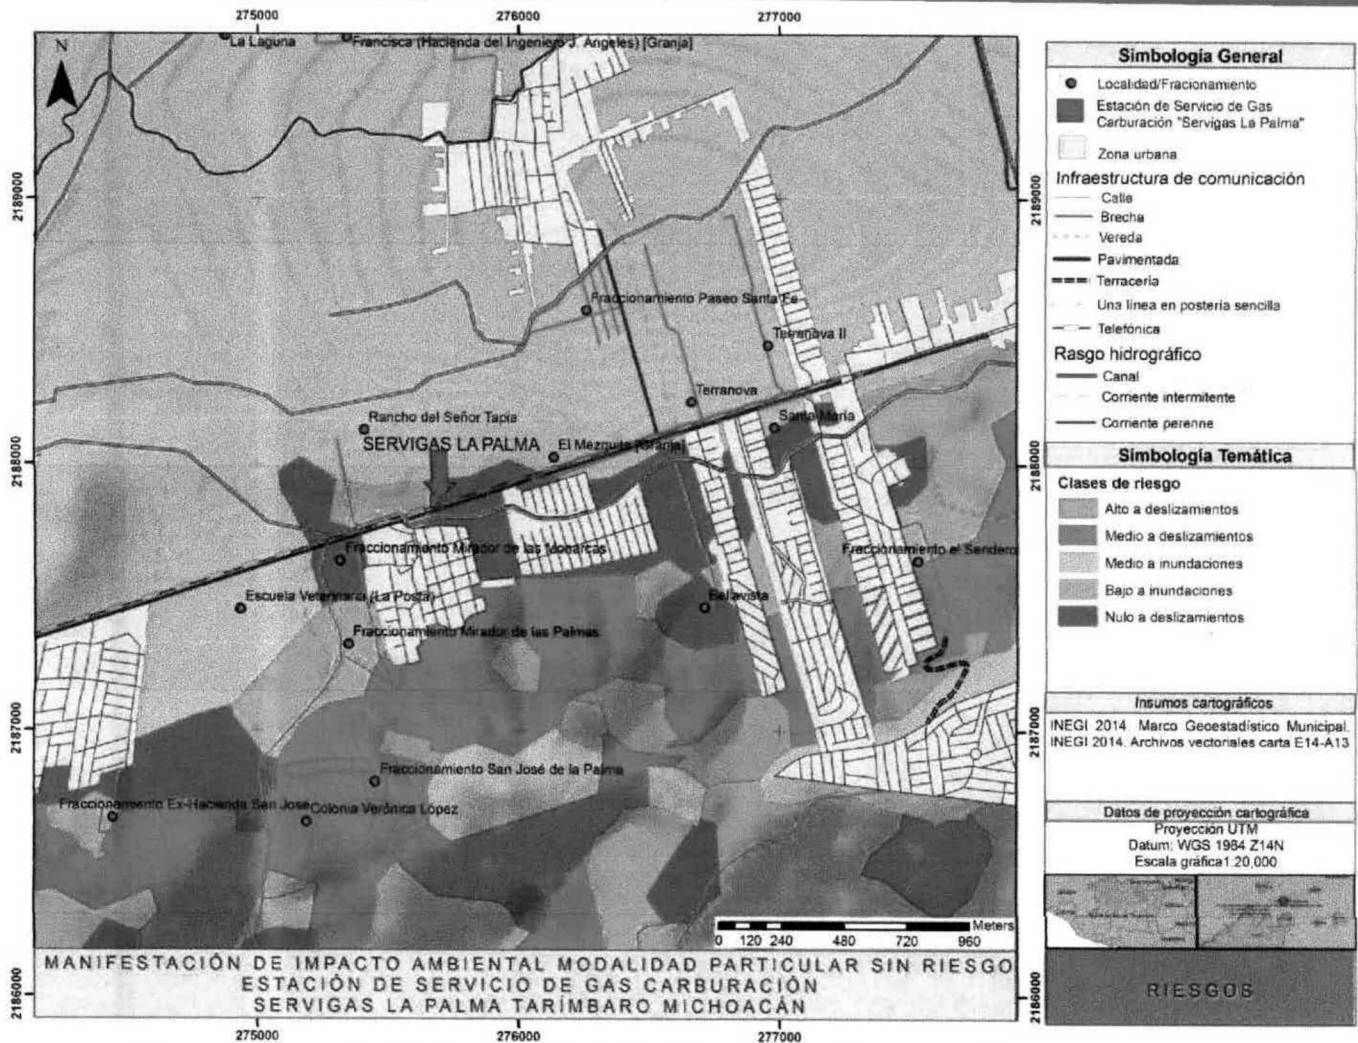 275000
276000
277000
N
La Laguna
Francisca (Hacienda del Ingeniero J. Angeles) [Granja]
2189000
2189000
Fraccionamiento Paseo Santa Fe
Terranova II
Terranova
Rancho del Señor Tapia
Santa María
SERVIGAS LA PALMA
El Mezquite [Granja]
2188000
2188000
Fraccionamiento Mirador de las Monarcas
Fraccionamiento el Sendero
Escuela Veterinaria (La Posta)
Bellavista
Fraccionamiento Mirador de las Palmas
2187000
2187000
Fraccionamiento San José de la Palma
Fraccionamiento Ex-Hacienda San José
Colonia Verónica López
Meters
0 120 240 480 720 960
2186000
2186000
MANIFESTACIÓN DE IMPACTO AMBIENTAL MODALIDAD PARTICULAR SIN RIESGO
ESTACIÓN DE SERVICIO DE GAS CARBURACIÓN
SERVIGAS LA PALMA TARÍMBARO MICHOACÁN
275000
276000
277000
Simbología General
Localidad/Fracionamiento
Estación de Servicio de Gas
Carburación "Servigas La Palma"
Zona urbana
Infraestructura de comunicación
Calle
Brecha
Vereda
Pavimentada
Terracería
Una línea en postería sencilla
Telefónica
Rasgo hidrográfico
Canal
Corriente intermitente
Corriente perenne
Simbología Temática
Clases de riesgo
Alto a deslizamientos
Medio a deslizamientos
Medio a inundaciones
Bajo a inundaciones
Nulo a deslizamientos
Insumos cartográficos
INEGI 2014 Marco Geoestadístico Municipal.
INEGI 2014. Archivos vectoriales carta E14-A13
Datos de proyección cartográfica
Proyección UTM
Datum: WGS 1984 Z14N
Escala gráfica1:20,000
RIESGOS